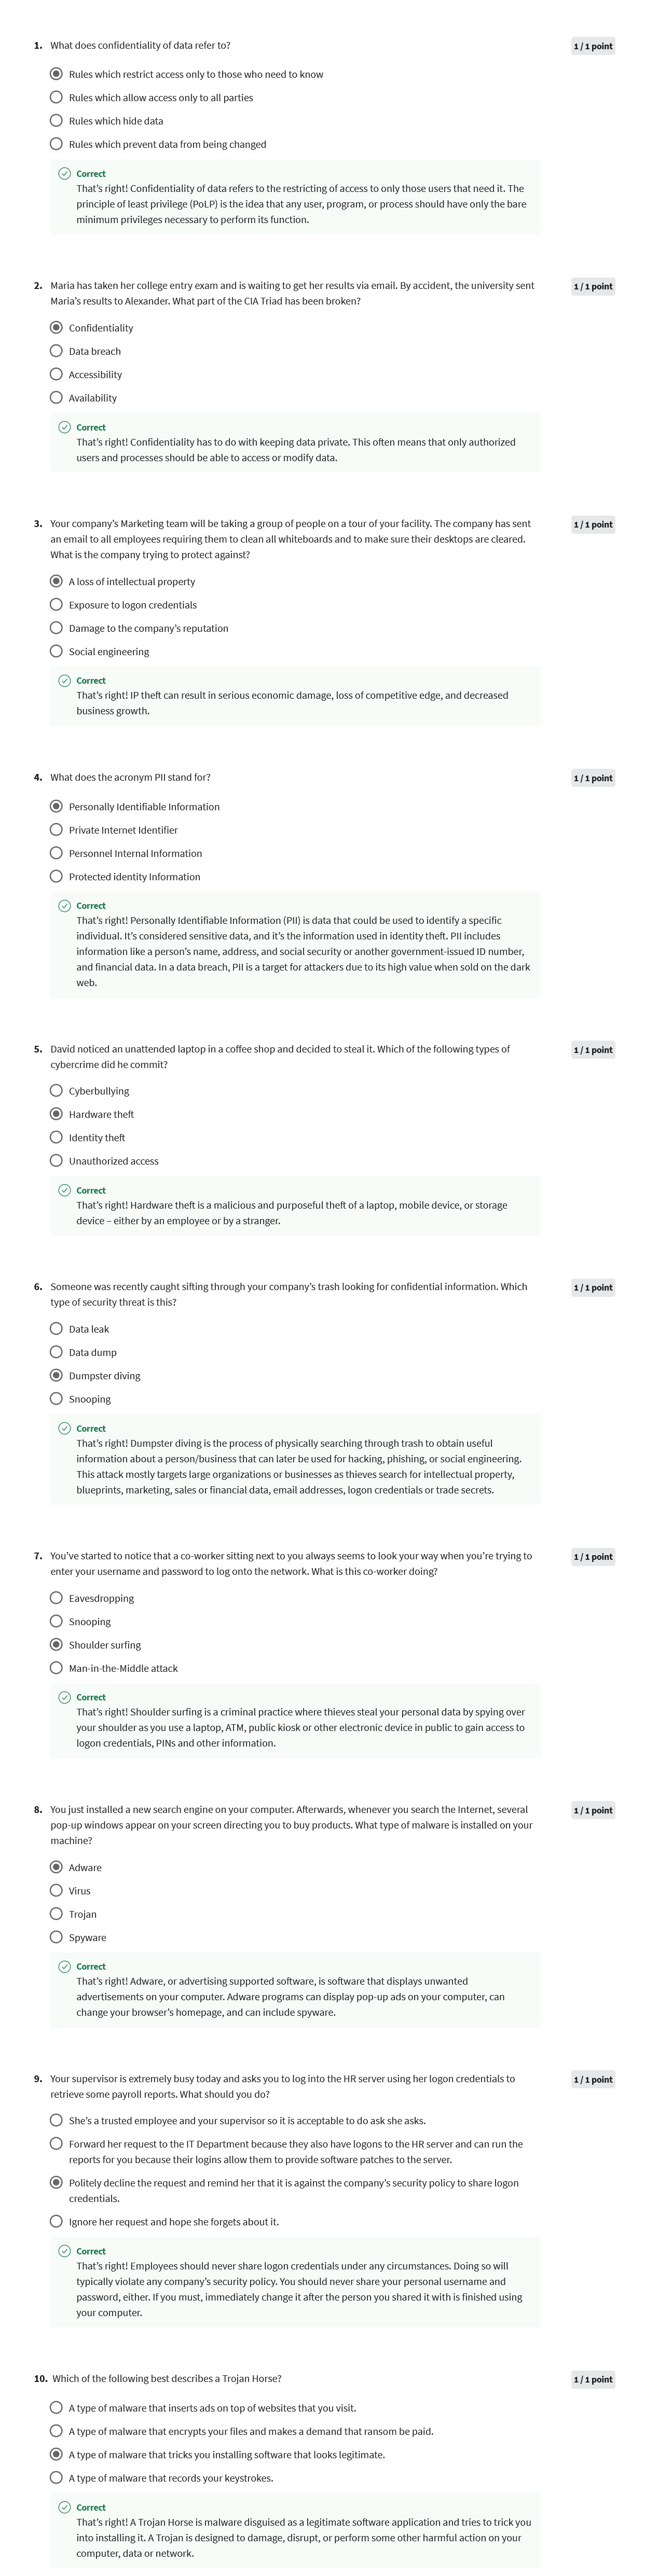 1. What does confidentiality of data refer to?
1 / 1 point
Rules which restrict access only to those who need to know
Rules which allow access only to all parties
Rules which hide data
Rules which prevent data from being changed
Correct
That's right! Confidentiality of data refers to the restricting of access to only those users that need it. The
principle of least privilege (PoLP) is the idea that any user, program, or process should have only the bare
minimum privileges necessary to perform its function.
2. Maria has taken her college entry exam and is waiting to get her results via email. By accident, the university sent
Maria's results to Alexander. What part of the CIA Triad has been broken?
1 / 1 point
Confidentiality
Data breach
Accessibility
Availability
Correct
That's right! Confidentiality has to do with keeping data private. This often means that only authorized
users and processes should be able to access or modify data.
3. Your company's Marketing team will be taking a group of people on a tour of your facility. The company has sent
an email to all employees requiring them to clean all whiteboards and to make sure their desktops are cleared.
What is the company trying to protect against?
1 / 1 point
A loss of intellectual property
Exposure to logon credentials
Damage to the company's reputation
Social engineering
Correct
That's right! IP theft can result in serious economic damage, loss of competitive edge, and decreased
business growth.
4. What does the acronym PII stand for?
1 / 1 point
Personally Identifiable Information
Private Internet Identifier
Personnel Internal Information
Protected identity Information
Correct
That's right! Personally Identifiable Information (PII) is data that could be used to identify a specific
individual. It's considered sensitive data, and it's the information used in identity theft. PII includes
information like a person's name, address, and social security or another government-issued ID number,
and financial data. In a data breach, PII is a target for attackers due to its high value when sold on the dark
web.
5. David noticed an unattended laptop in a coffee shop and decided to steal it. Which of the following types of
cybercrime did he commit?
1 / 1 point
Cyberbullying
Hardware theft
Identity theft
Unauthorized access
Correct
That's right! Hardware theft is a malicious and purposeful theft of a laptop, mobile device, or storage
device – either by an employee or by a stranger.
6. Someone was recently caught sifting through your company's trash looking for confidential information. Which
type of security threat is this?
1 / 1 point
Data leak
Data dump
Dumpster diving
Snooping
Correct
That's right! Dumpster diving is the process of physically searching through trash to obtain useful
information about a person/business that can later be used for hacking, phishing, or social engineering.
This attack mostly targets large organizations or businesses as thieves search for intellectual property,
blueprints, marketing, sales or financial data, email addresses, logon credentials or trade secrets.
7. You've started to notice that a co-worker sitting next to you always seems to look your way when you're trying to
enter your username and password to log onto the network. What is this co-worker doing?
1 / 1 point
Eavesdropping
Snooping
Shoulder surfing
Man-in-the-Middle attack
Correct
That's right! Shoulder surfing is a criminal practice where thieves steal your personal data by spying over
your shoulder as you use a laptop, ATM, public kiosk or other electronic device in public to gain access to
logon credentials, PINs and other information.
8. You just installed a new search engine on your computer. Afterwards, whenever you search the Internet, several
pop-up windows appear on your screen directing you to buy products. What type of malware is installed on your
machine?
1 / 1 point
Adware
Virus
Trojan
Spyware
Correct
That's right! Adware, or advertising supported software, is software that displays unwanted
advertisements on your computer. Adware programs can display pop-up ads on your computer, can
change your browser's homepage, and can include spyware.
9. Your supervisor is extremely busy today and asks you to log into the HR server using her logon credentials to
retrieve some payroll reports. What should you do?
1 / 1 point
She's a trusted employee and your supervisor so it is acceptable to do ask she asks.
Forward her request to the IT Department because they also have logons to the HR server and can run the
reports for you because their logins allow them to provide software patches to the server.
Politely decline the request and remind her that it is against the company's security policy to share logon
credentials.
Ignore her request and hope she forgets about it.
Correct
That's right! Employees should never share logon credentials under any circumstances. Doing so will
typically violate any company's security policy. You should never share your personal username and
password, either. If you must, immediately change it after the person you shared it with is finished using
your computer.
10. Which of the following best describes a Trojan Horse?
1 / 1 point
A type of malware that inserts ads on top of websites that you visit.
A type of malware that encrypts your files and makes a demand that ransom be paid.
A type of malware that tricks you installing software that looks legitimate.
A type of malware that records your keystrokes.
Correct
That's right! A Trojan Horse is malware disguised as a legitimate software application and tries to trick you
into installing it. A Trojan is designed to damage, disrupt, or perform some other harmful action on your
computer, data or network.